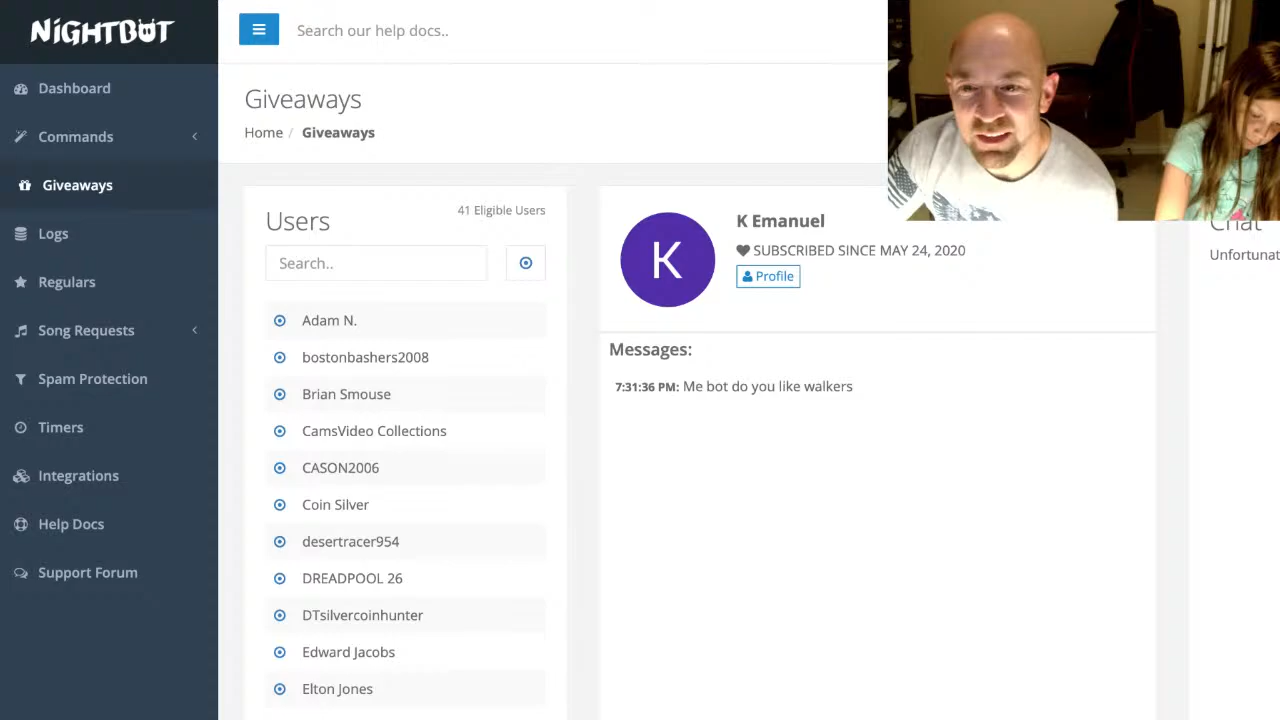 NiGHTBOT
Search our help docs..
Dashboard
Commands
Giveaways
Logs
Regulars
Song Requests
Spam Protection
Timers
Integrations
Help Docs
Support Forum
Giveaways
Home / Giveaways
Users
41 Eligible Users
Search..
Adam N.
bostonbashers2008
Brian Smouse
CamsVideo Collections
CASON2006
Coin Silver
desertracer954
DREADPOOL 26
DTsilvercoinhunter
Edward Jacobs
Elton Jones
K
K Emanuel
SUBSCRIBED SINCE MAY 24, 2020
Profile
Messages:
7:31:36 PM: Me bot do you like walkers
Chat
Unfortunat